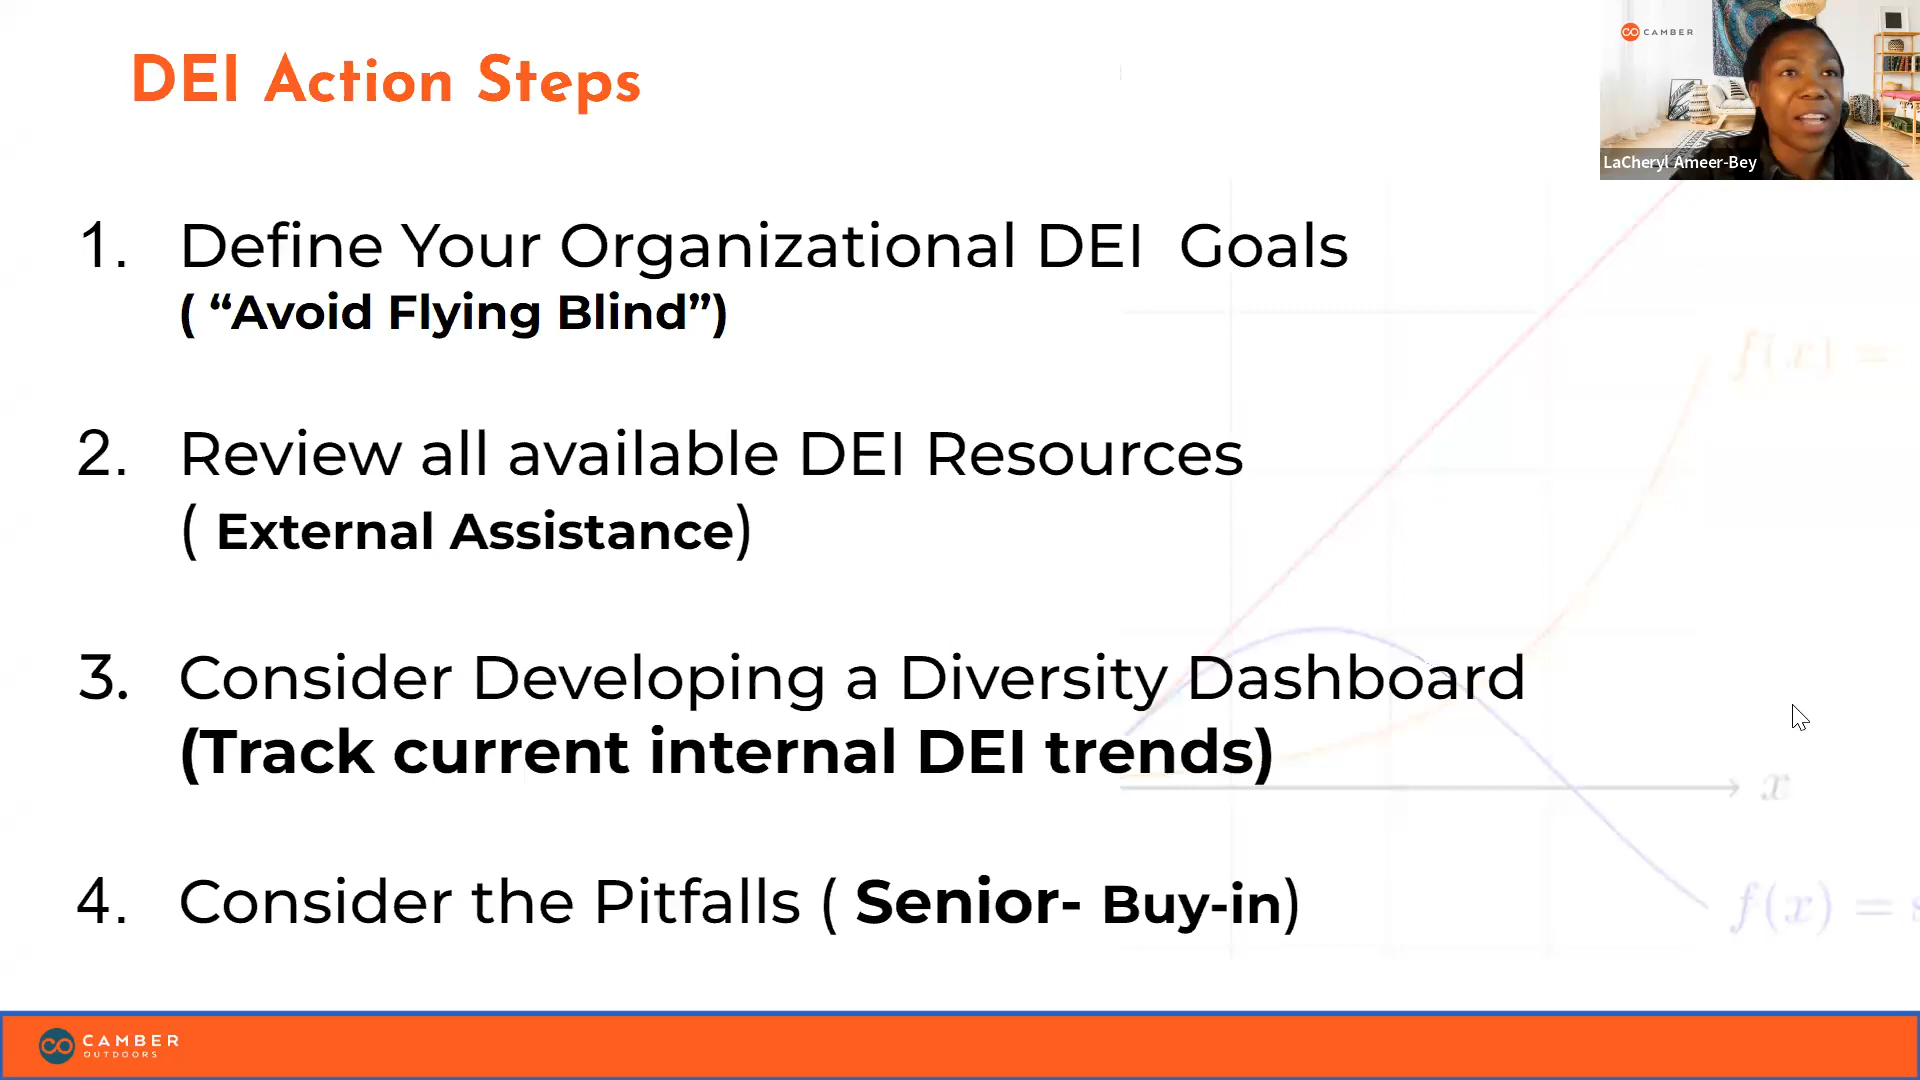 DEI Action Steps
CAMBER
LaCheryl Ameer-Bey
1. Define Your Organizational DEI  Goals
( “Avoid Flying Blind”)
f(x) =
2. Review all available DEI Resources
( External Assistance)
3. Consider Developing a Diversity Dashboard
(Track current internal DEI trends)
x
4. Consider the Pitfalls ( Senior- Buy-in)
f(x) = s
CAMBER
OUTDOORS